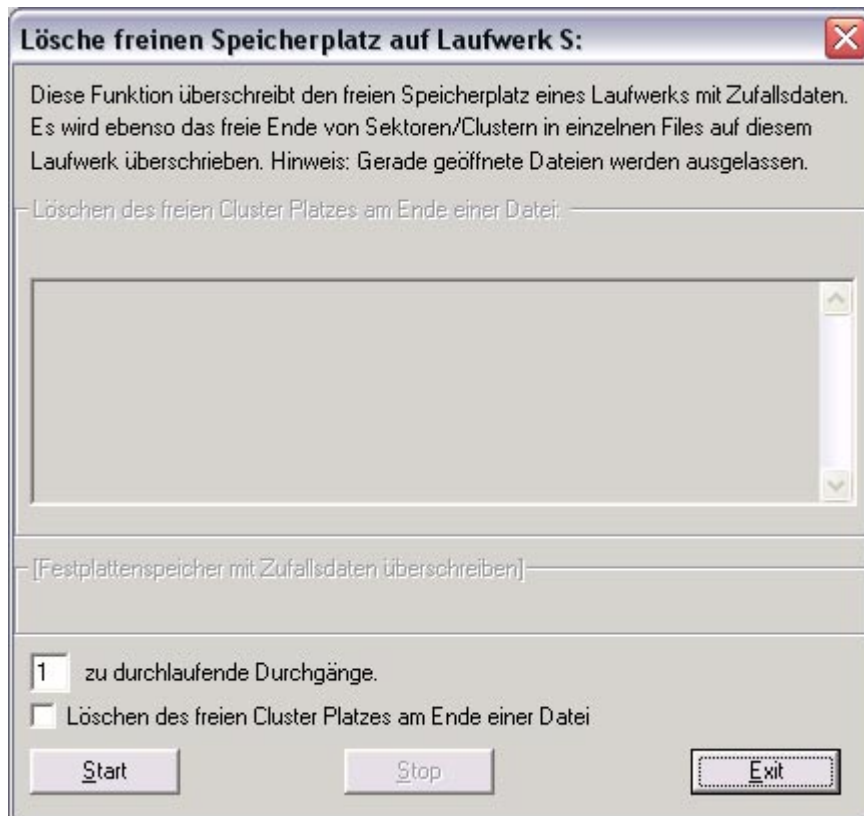 Lösche freinen Speicherplatz auf Laufwerk S:
Diese Funktion überschreibt den freien Speicherplatz eines Laufwerks mit Zufallsdaten.
Es wird ebenso das freie Ende von Sektoren/Clustern in einzelnen Files auf diesem
Laufwerk überschrieben. Hinweis: Gerade geöffnete Dateien werden ausgelassen.
Löschen des freien Cluster Platzes am Ende einer Datei:
[Festplattenspeicher mit Zufallsdaten überschreiben]
1 zu durchlaufende Durchgänge.
Löschen des freien Cluster Platzes am Ende einer Datei
Start Stop Exit